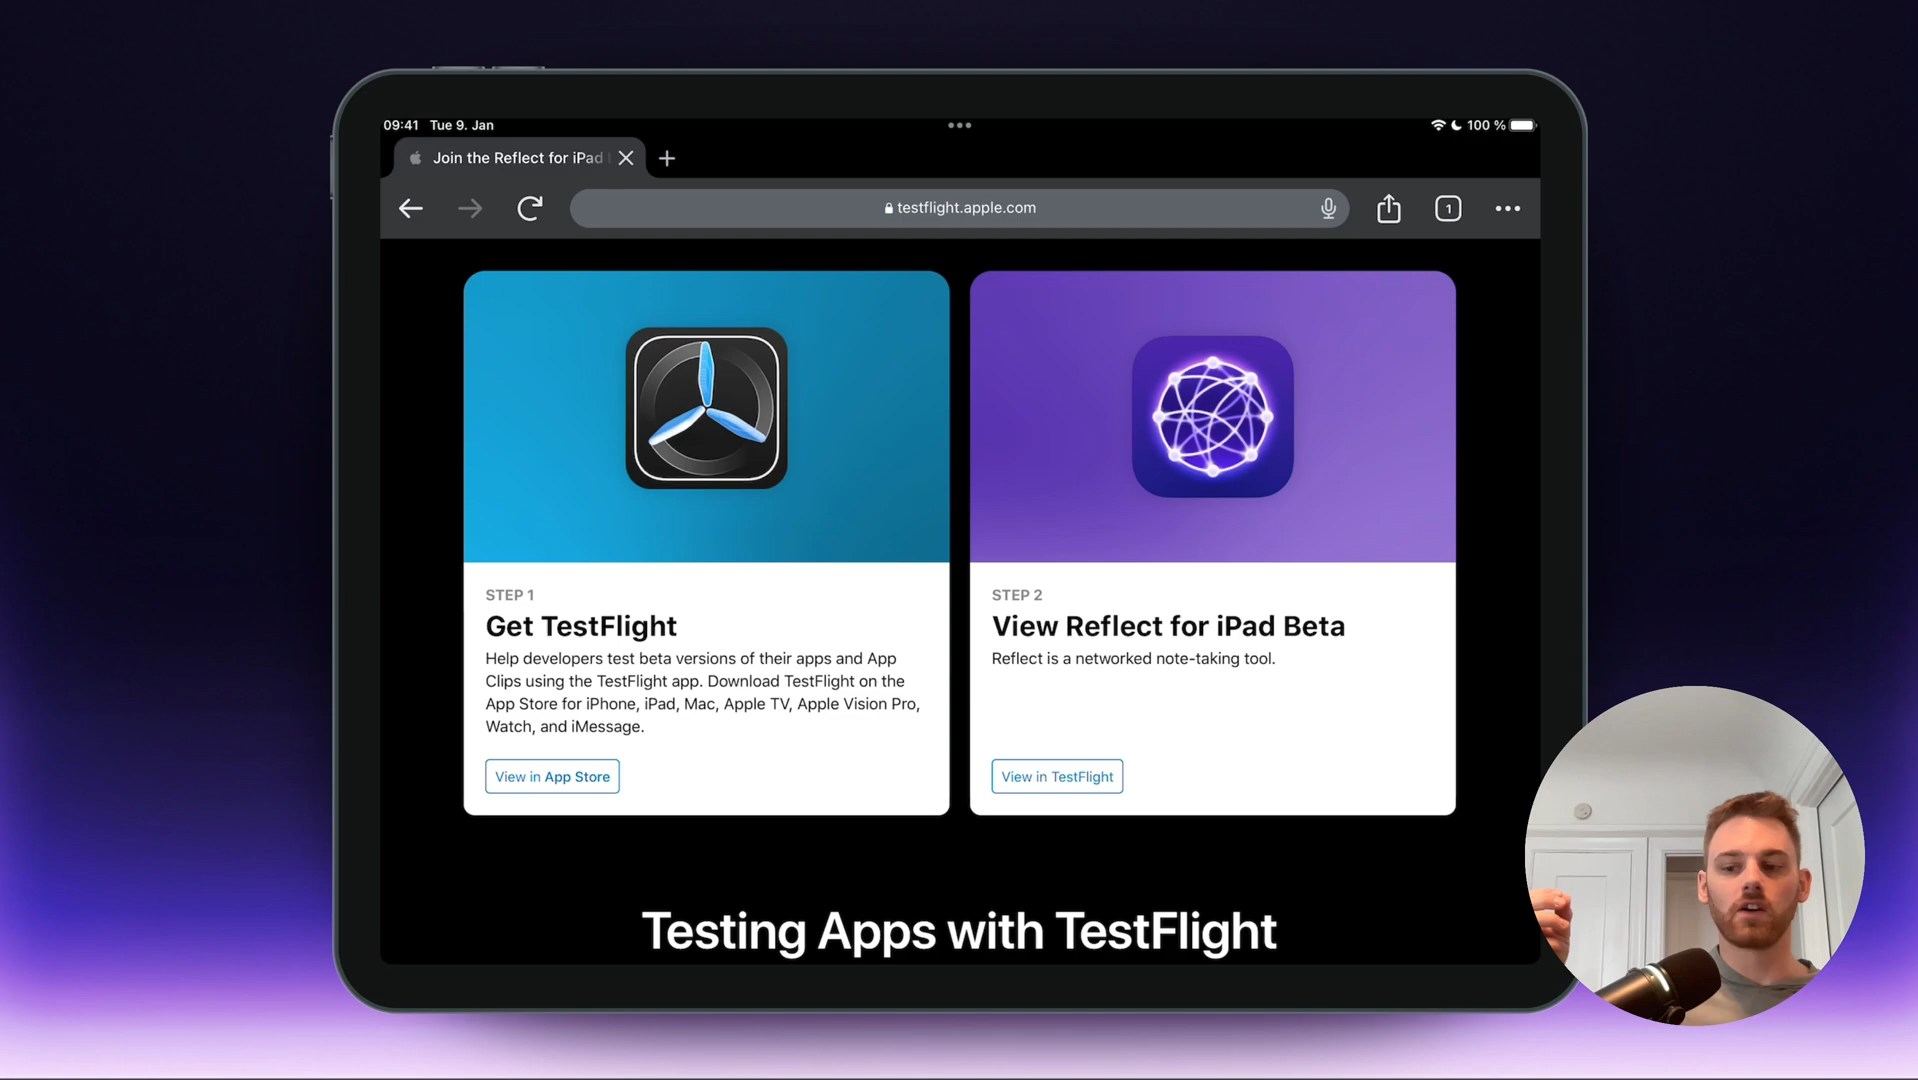 09:41 Tue 9. Jan
100 %
Join the Reflect for iPad
testflight.apple.com
1
STEP 1
Get TestFlight
Help developers test beta versions of their apps and App
Clips using the TestFlight app. Download TestFlight on the
App Store for iPhone, iPad, Mac, Apple TV, Apple Vision Pro,
Watch, and iMessage.
View in App Store
STEP 2
View Reflect for iPad Beta
Reflect is a networked note-taking tool.
View in TestFlight
Testing Apps with TestFlight